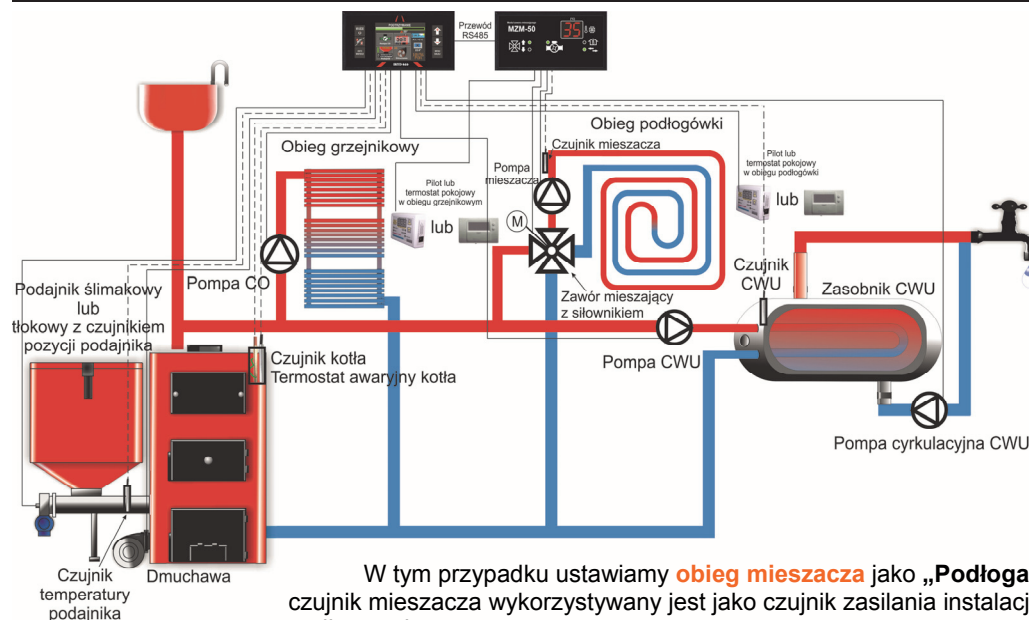 Przewód
RS485
MZM-50
35
Obieg grzejnikowy
Obieg podłogówki
Czujnik mieszacza
Pompa
mieszacza
Pilot lub
termostat pokojowy
w obiegu grzejnikowym
lub
Pilot lub
termostat pokojowy
w obiegu podłogówki
lub
M
Pompa CO
Podajnik ślimakowy
lub
tłokowy z czujnikiem
pozycji podajnika
Zawór mieszający
z siłownikiem
Czujnik
CWU
Zasobnik CWU
Czujnik kotła
Termostat awaryjny kotła
Pompa CWU
Pompa cyrkulacyjna CWU
Czujnik
temperatury
podajnika
Dmuchawa
W tym przypadku ustawiamy obieg mieszacza jako „Podłoga
czujnik mieszacza wykorzystywany jest jako czujnik zasilania instalacj